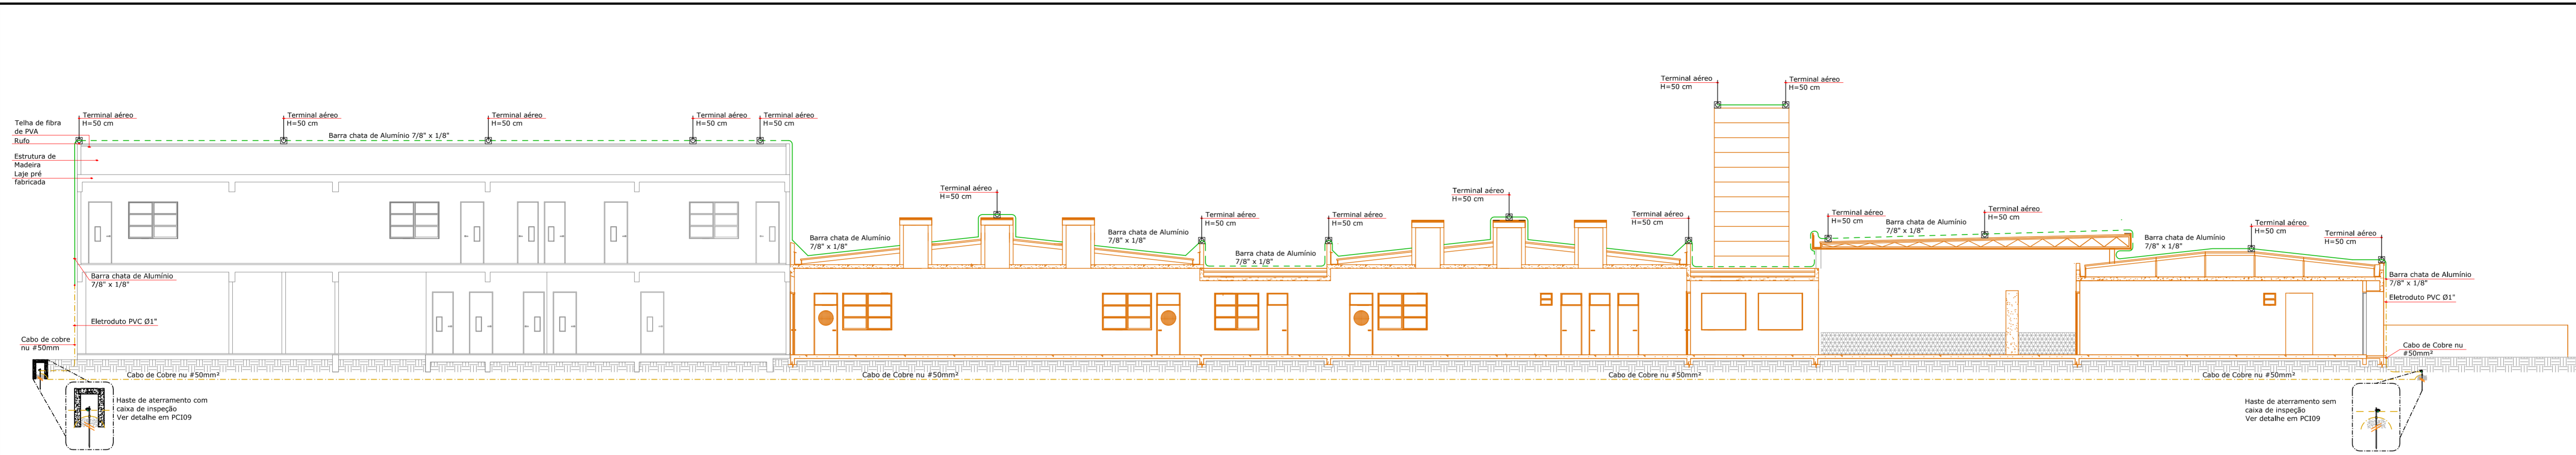 Terminal aéreo
H=50 cm
Terminal aéreo
H=50 cm
Terminal aéreo
H=50 cm
Terminal aéreo
H=50 cm
Terminal aéreo
H=50 cm
Terminal aéreo
H=50 cm
Terminal aéreo
H=50 cm
Telha de fibra
de PVA
Rufo
Estrutura de
Madeira
Laje pré
fabricada
Barra chata de Alumínio 7/8" x 1/8"
Terminal aéreo
H=50 cm
Terminal aéreo
H=50 cm
Terminal aéreo
H=50 cm
Terminal aéreo
H=50 cm
Terminal aéreo
H=50 cm
Terminal aéreo
H=50 cm
Terminal aéreo
H=50 cm
Terminal aéreo
H=50 cm
Terminal aéreo
H=50 cm
Barra chata de Alumínio
7/8" x 1/8"
Barra chata de Alumínio
7/8" x 1/8"
Barra chata de Alumínio
7/8" x 1/8"
Barra chata de Alumínio
7/8" x 1/8"
Barra chata de Alumínio
7/8" x 1/8"
Barra chata de Alumínio
7/8" x 1/8"
Barra chata de Alumínio
7/8" x 1/8"
Eletroduto PVC Ø1"
Eletroduto PVC Ø1"
Cabo de cobre
nu #50mm
Cabo de Cobre nu
#50mm²
Cabo de Cobre nu #50mm²
Cabo de Cobre nu #50mm²
Cabo de Cobre nu #50mm²
Cabo de Cobre nu #50mm²
Haste de aterramento com
caixa de inspeção
Ver detalhe em PCI09
Haste de aterramento sem
caixa de inspeção
Ver detalhe em PCI09